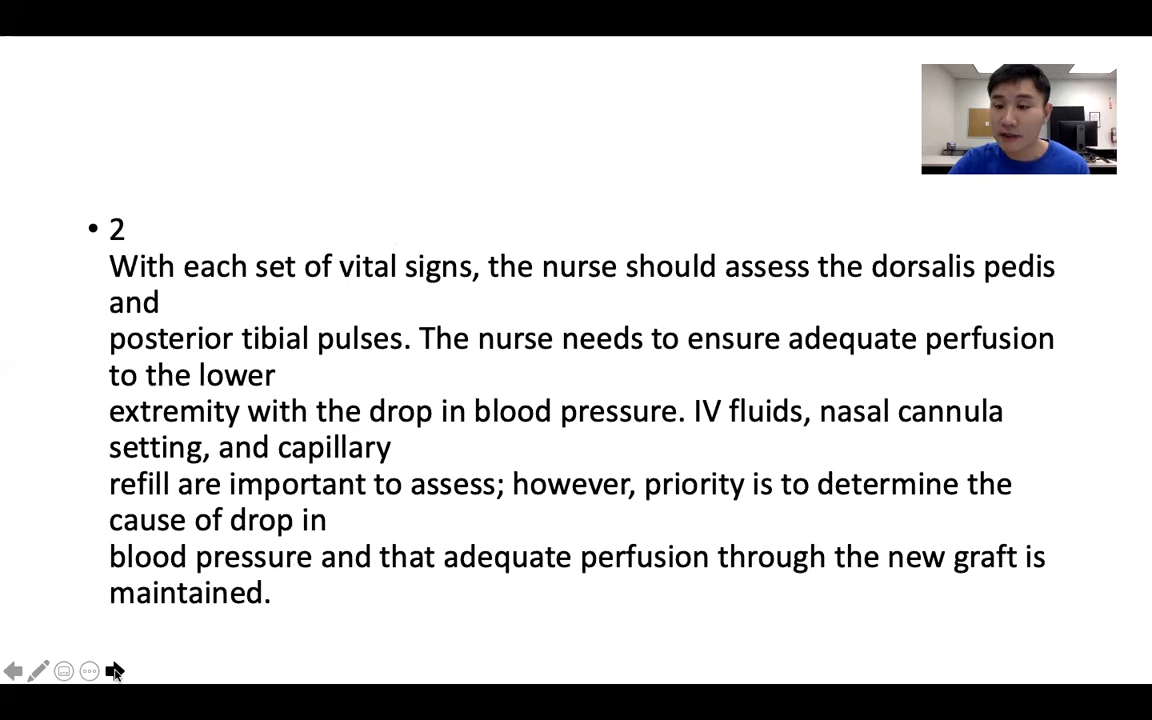 • 2
With each set of vital signs, the nurse should assess the dorsalis pedis
and
posterior tibial pulses. The nurse needs to ensure adequate perfusion
to the lower
extremity with the drop in blood pressure. IV fluids, nasal cannula
setting, and capillary
refill are important to assess; however, priority is to determine the
cause of drop in
blood pressure and that adequate perfusion through the new graft is
maintained.